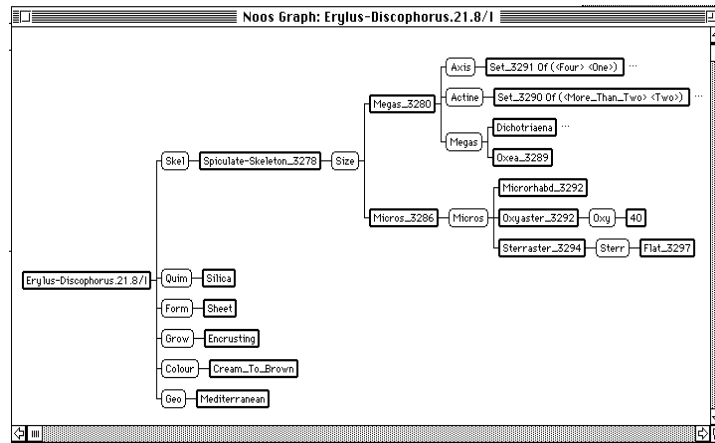 Noos Graph: Erylus-Discophorus.21.8/I
Axis Set_3291 Of (<Four> <One>) ...
Megas_3280 Actine Set_3290 Of (<More_Than_Two> <Two>) ...
Megas Dichotriaena ...
Oxea_3289
Skel Spiculate-Skeleton_3278 Size
Microrhabd_3292
Micros_3286 Micros Oxyaster_3292 Oxy 40
Sterraster_3294 Sterr Flat_3297
Erylus-Discophorus.21.8/I Quim Silica
Form Sheet
Grow Encrusting
Colour Cream_To_Brown
Geo Mediterranean